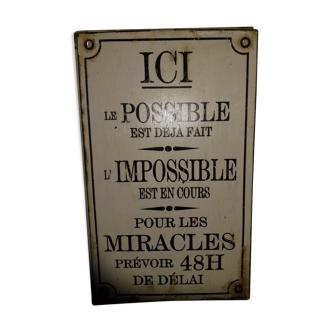 ICI
LE POSSIBLE
EST DÉJÀ FAIT
L'IMPOSSIBLE
EST EN COURS
POUR LES
MIRACLES
PRÉVOIR 48H
DE DÉLAI